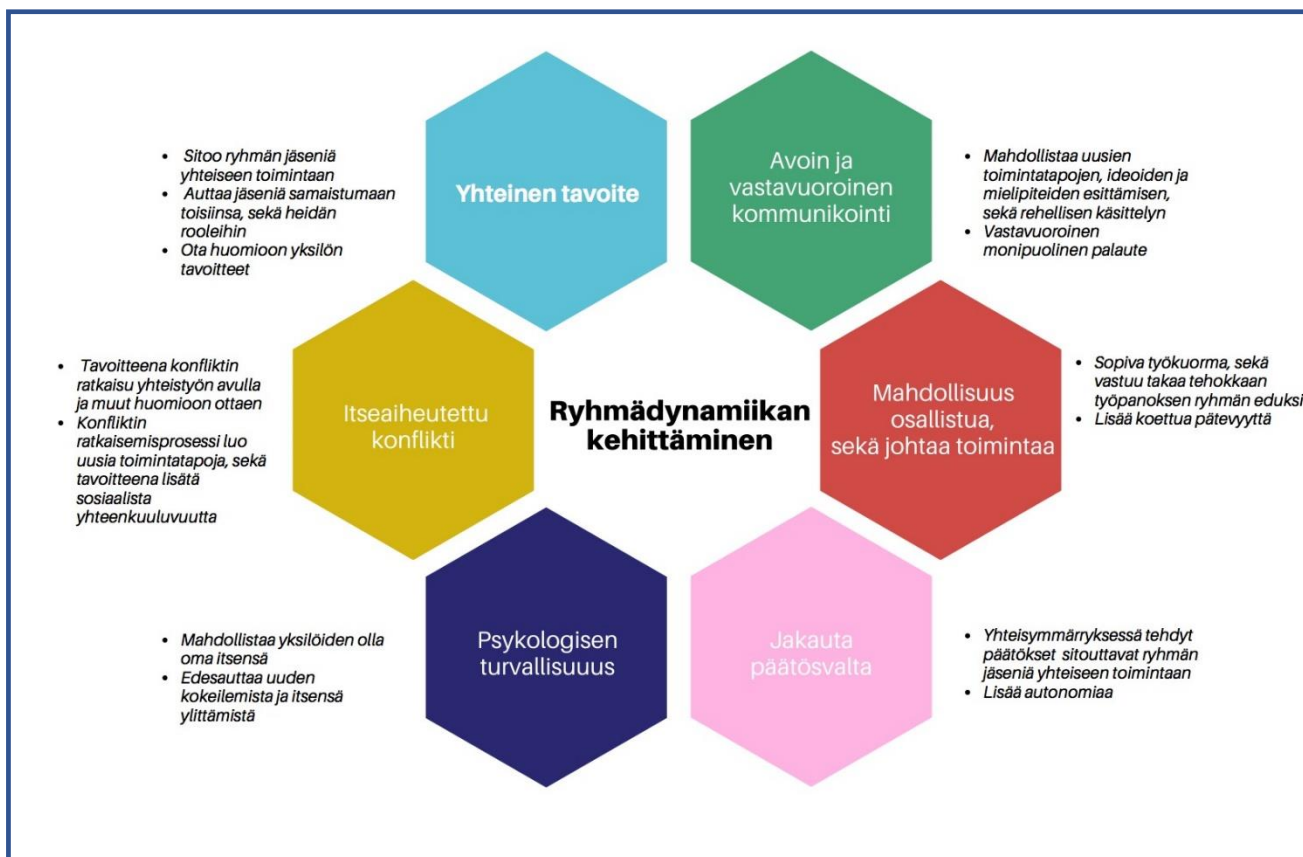 Yhteinen tavoite
• Sitoo ryhmän jäseniä
yhteiseen toimintaan
• Auttaa jäseniä samaistumaan
toisiinsa, sekä heidän
rooleihin
• Ota huomioon yksilön
tavoitteet
Avoin ja
vastavuoroinen
kommunikointi
• Mahdollistaa uusien
toimintatapojen, ideoiden ja
mielipiteiden esittämisen,
sekä rehellisen käsittelyn
• Vastavuoroinen
monipuolinen palaute
• Tavoitteena konfliktin
ratkaisu yhteistyön avulla
ja muut huomioon ottaen
• Konfliktin
ratkaisemisprosessi luo
uusia toimintatapoja, sekä
tavoitteena lisätä
sosiaalista
yhteenkuuluvuutta
Itseaiheutettu
konflikti
Ryhmädynamiikan
kehittäminen
Mahdollisuus
osallistua,
sekä johtaa toimintaa
• Sopiva työkuorma, sekä
vastuu takaa tehokkaan
työpanoksen ryhmän eduksi
• Lisää koettua pätevyyttä
• Mahdollistaa yksilöiden olla
oma itsensä
• Edesauttaa uuden
kokeilemista ja itsensä
ylittämistä
Psykologisen
turvallisuuus
Jakauta
päätösvalta
• Yhteisymmärryksessä tehdyt
päätökset sitouttavat ryhmän
jäseniä yhteiseen toimintaan
• Lisää autonomiaa